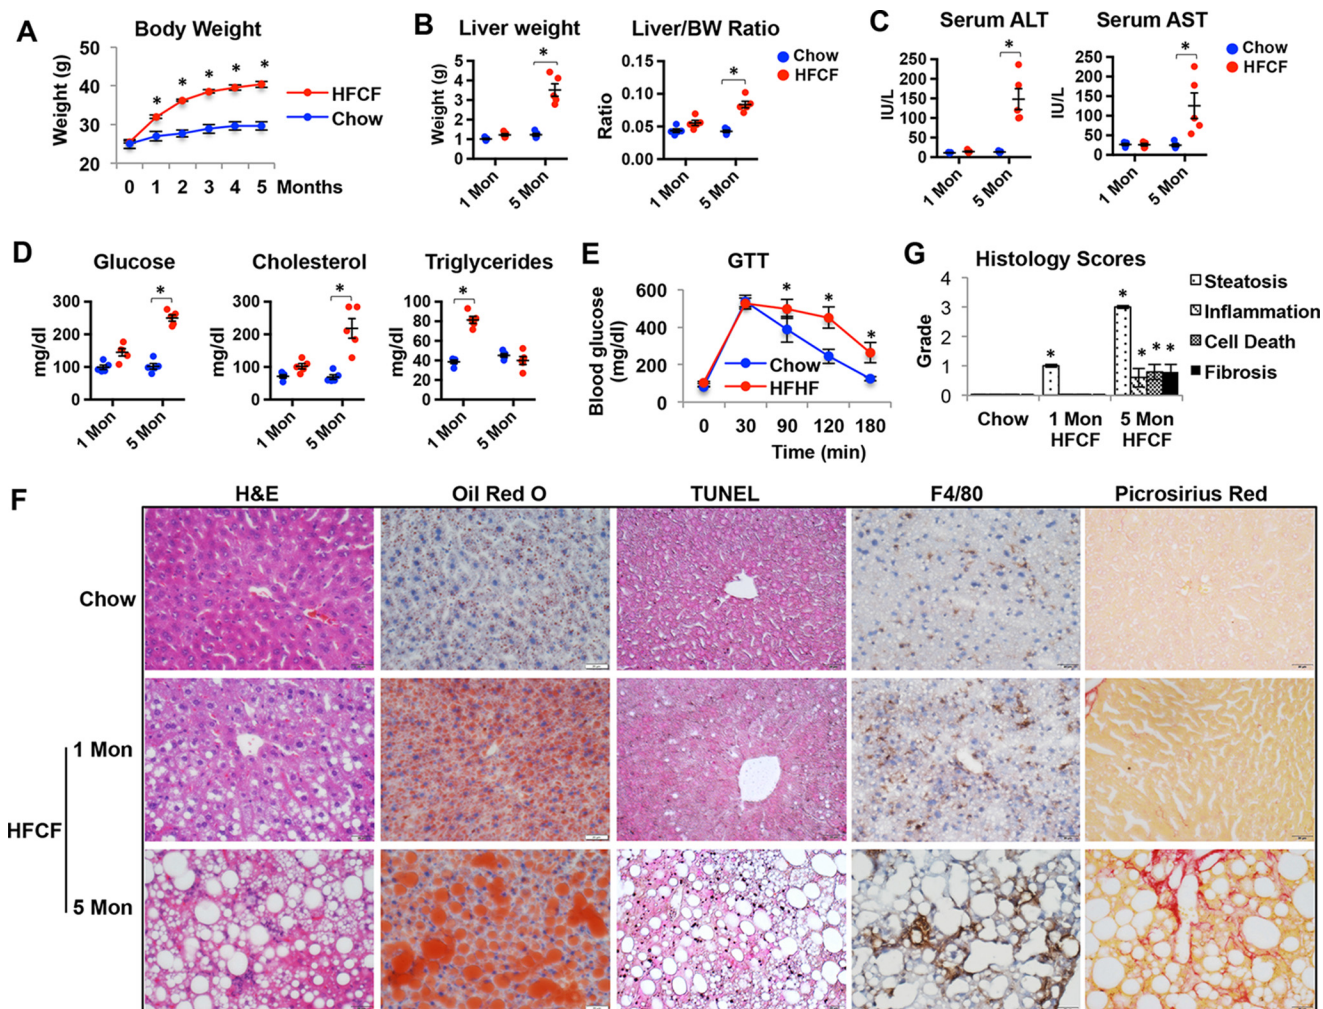 A
Body Weight
Weight (g)
50
40
30
20
0 1 2 3 4 5 Months
* * * * *
HFCF
Chow
B
Liver weight
Weight (g)
5
4
3
2
1
0
*
1 Mon
5 Mon
Liver/BW Ratio
Ratio
0.15
0.10
0.05
0.00
*
1 Mon
5 Mon
Chow
HFCF
C
Serum ALT
IU/L
250
200
150
100
50
0
*
1 Mon
5 Mon
Serum AST
IU/L
250
200
150
100
50
0
*
1 Mon
5 Mon
Chow
HFCF
D
Glucose
mg/dl
300
200
100
0
*
1 Mon
5 Mon
Cholesterol
mg/dl
300
200
100
0
*
1 Mon
5 Mon
Triglycerides
mg/dl
100
80
60
40
20
0
*
1 Mon
5 Mon
E
GTT
Blood glucose
(mg/dl)
600
400
200
0
* * *
Chow
HFHF
0 30 90 120 180
Time (min)
G
Histology Scores
Grade
4
3
2
1
0
*
*
* * *
Chow
1 Mon
HFCF
5 Mon
HFCF
Steatosis
Inflammation
Cell Death
Fibrosis
F
H&E Oil Red O TUNEL F4/80 Picrosirius Red
Chow
HFCF
1 Mon
5 Mon